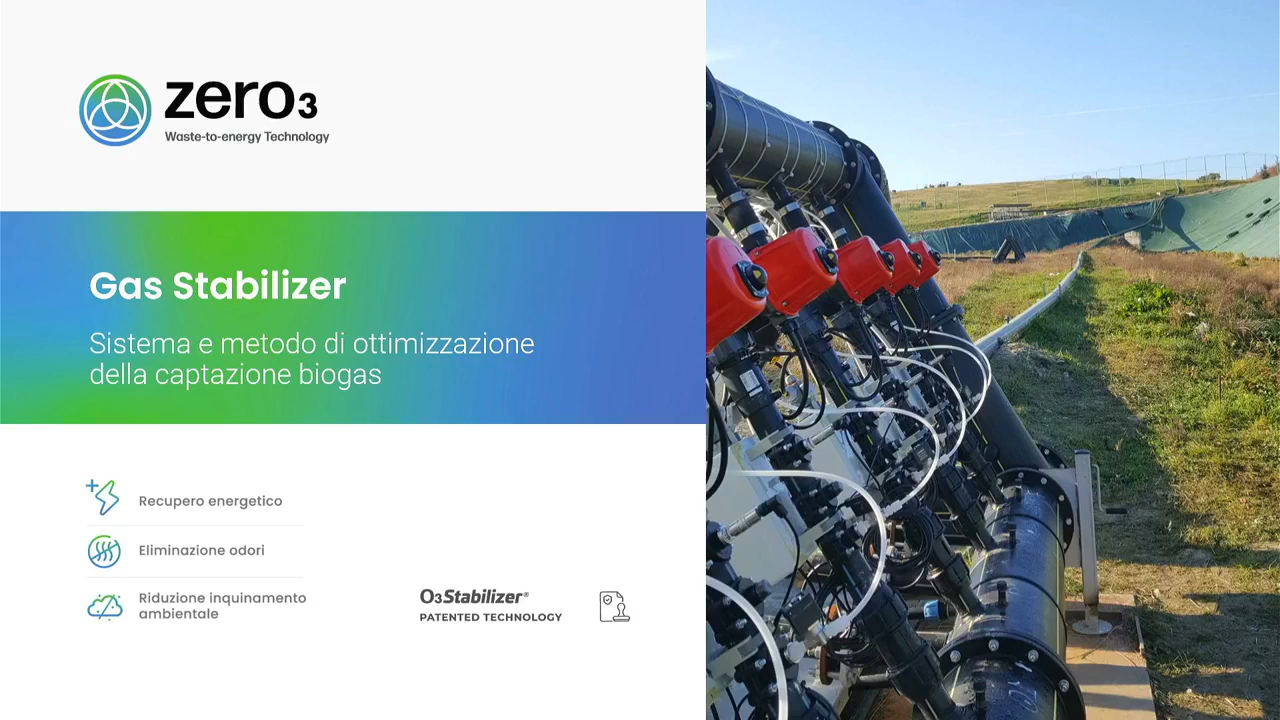 zero3
Waste-to-energy Technology
Gas Stabilizer
Sistema e metodo di ottimizzazione
della captazione biogas
Recupero energetico
Eliminazione odori
Riduzione inquinamento
ambientale
O3Stabilizer®
PATENTED TECHNOLOGY